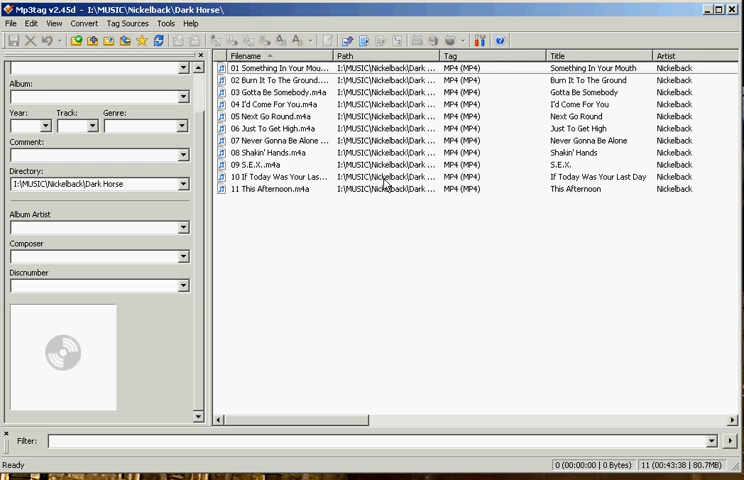 Mp3tag v2.45d - I:\MUSIC\Nickelback\Dark Horse\
File Edit View Convert Tag Sources Tools Help
Filename Path Tag Title Artist
01 Something In Your Mou... I:\MUSIC\Nickelback\Dark ... MP4 (MP4) Something In Your Mouth Nickelback
02 Burn It To The Ground.... I:\MUSIC\Nickelback\Dark ... MP4 (MP4) Burn It To The Ground Nickelback
03 Gotta Be Somebody.m4a I:\MUSIC\Nickelback\Dark ... MP4 (MP4) Gotta Be Somebody Nickelback
04 I'd Come For You.m4a I:\MUSIC\Nickelback\Dark ... MP4 (MP4) I'd Come For You Nickelback
05 Next Go Round.m4a I:\MUSIC\Nickelback\Dark ... MP4 (MP4) Next Go Round Nickelback
06 Just To Get High.m4a I:\MUSIC\Nickelback\Dark ... MP4 (MP4) Just To Get High Nickelback
07 Never Gonna Be Alone ... I:\MUSIC\Nickelback\Dark ... MP4 (MP4) Never Gonna Be Alone Nickelback
08 Shakin' Hands.m4a I:\MUSIC\Nickelback\Dark ... MP4 (MP4) Shakin' Hands Nickelback
09 S.E.X..m4a I:\MUSIC\Nickelback\Dark ... MP4 (MP4) S.E.X. Nickelback
10 If Today Was Your Las... I:\MUSIC\Nickelback\Dark ... MP4 (MP4) If Today Was Your Last Day Nickelback
11 This Afternoon.m4a I:\MUSIC\Nickelback\Dark ... MP4 (MP4) This Afternoon Nickelback
Album:
Year: Track: Genre:
Comment:
Directory:
I:\MUSIC\Nickelback\Dark Horse
Album Artist
Composer
Discnumber
Filter:
Ready 0 (00:00:00 | 0 Bytes) 11 (00:43:38 | 80.7MB)